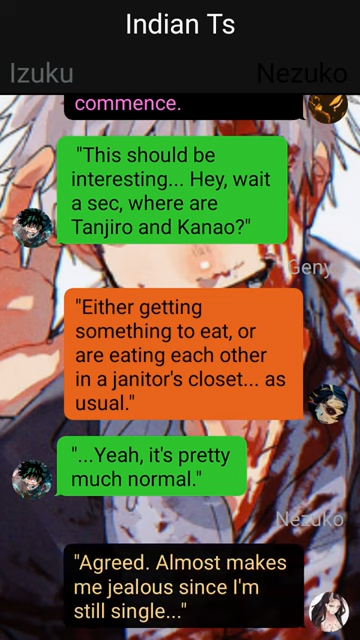 Indian Ts
Izuku
Nezuko
commence.
"This should be
interesting... Hey, wait
a sec, where are
Tanjiro and Kanao?"
Geny
"Either getting
something to eat, or
are eating each other
in a janitor's closet... as
usual."
"...Yeah, it's pretty
much normal."
Nezuko
"Agreed. Almost makes
me jealous since I'm
still single..."